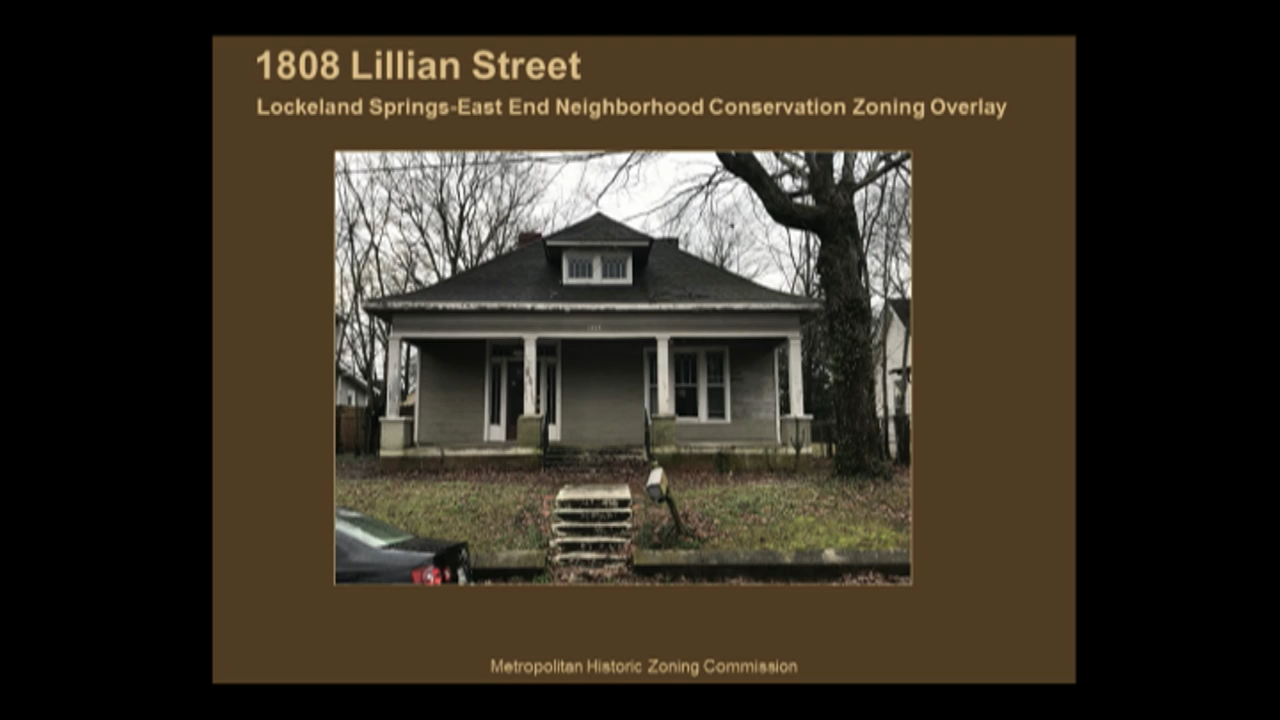 1808 Lillian Street
Lockeland Springs-East End Neighborhood Conservation Zoning Overlay
Metropolitan Historic Zoning Commission